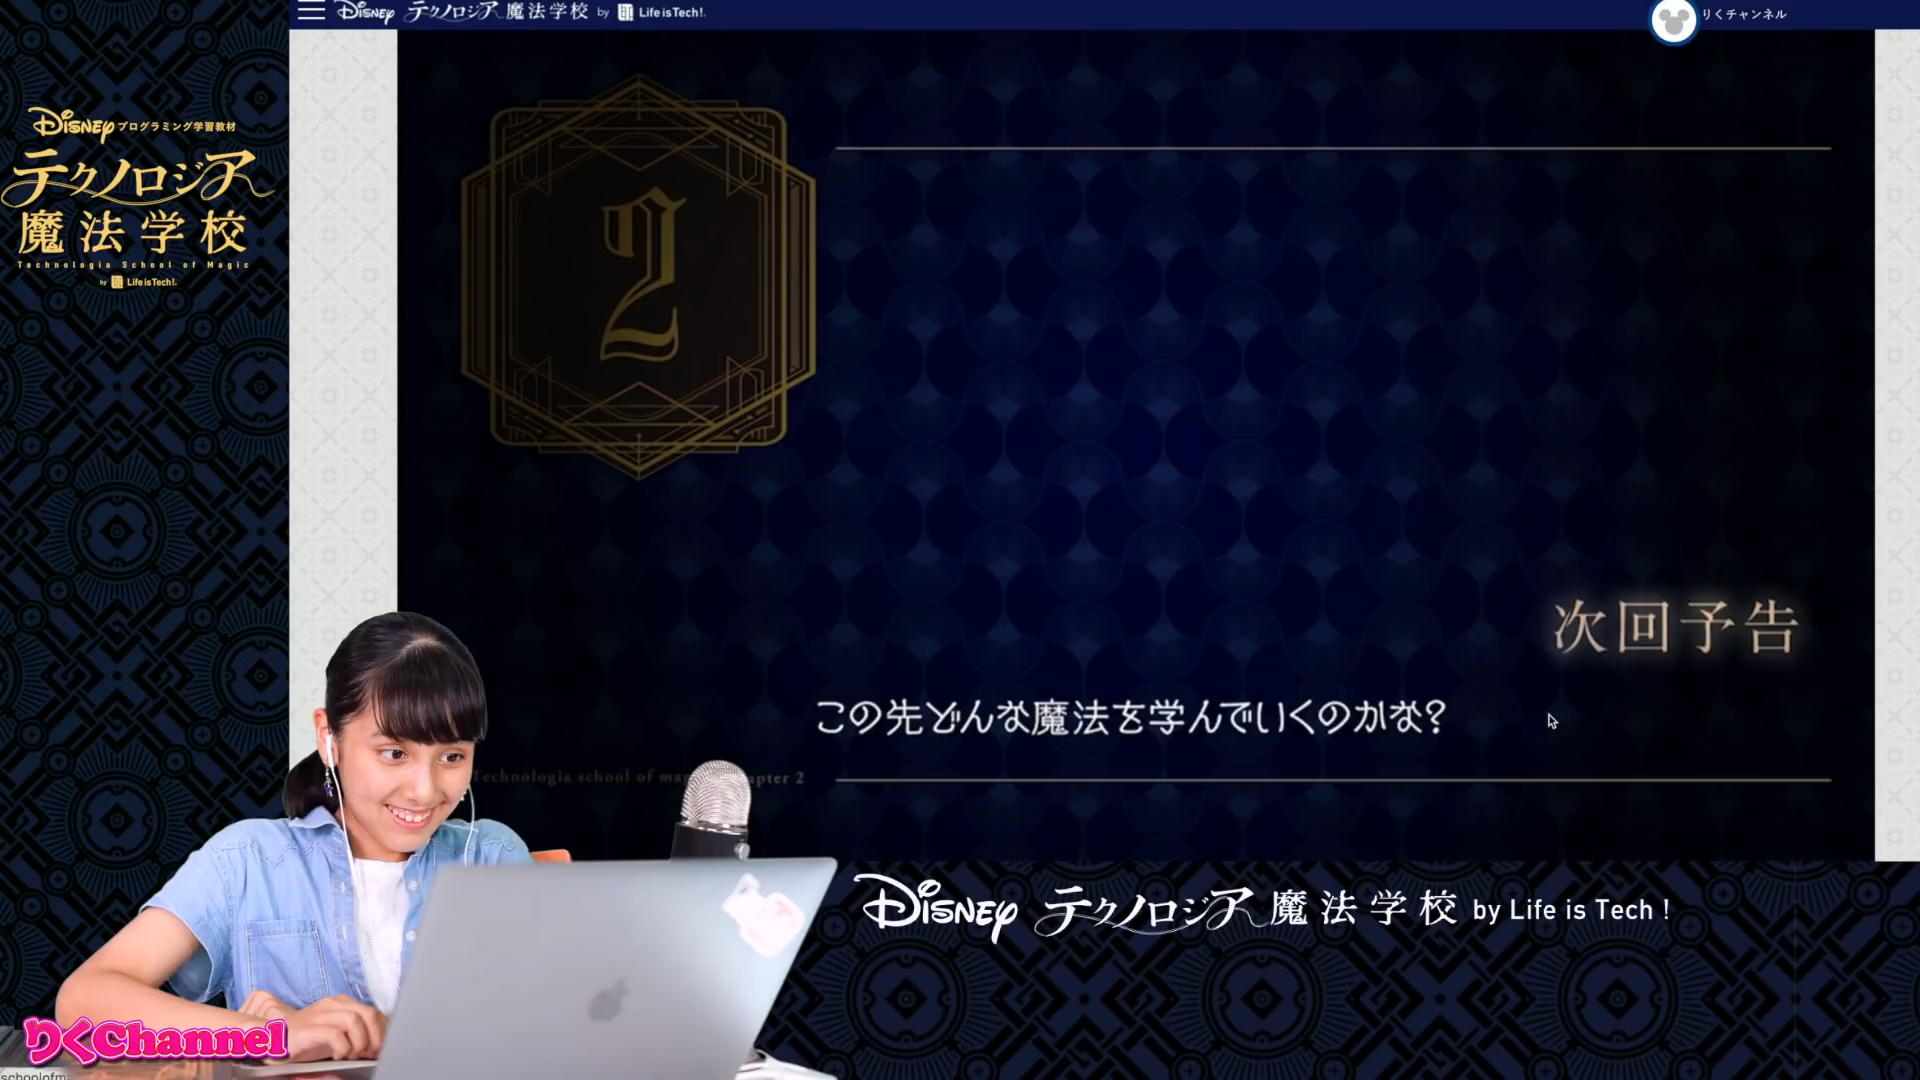 Disney テクノロジア魔法学校 by Life is Tech!.
りくチャンネル
Disney プログラミング学習教材
テクノロジア
魔法学校
Technologia School of Magic
by Life is Tech!.
2
次回予告
この先どんな魔法を学んでいくのかな?
Technologia school of
pter 2
Disney テクノロジア魔法学校 by Life is Tech !
りくChannel